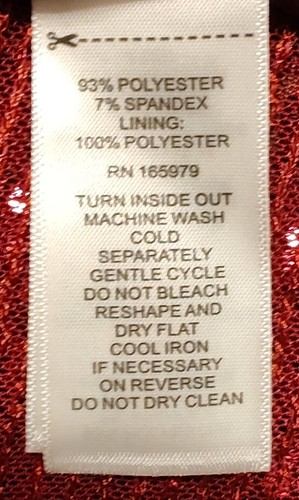 93% POLYESTER
7% SPANDEX
LINING:
100% POLYESTER
RN 165979
TURN INSIDE OUT
MACHINE WASH
COLD
SEPARATELY
GENTLE CYCLE
DO NOT BLEACH
RESHAPE AND
DRY FLAT
COOL IRON
IF NECESSARY
ON REVERSE
DO NOT DRY CLEAN